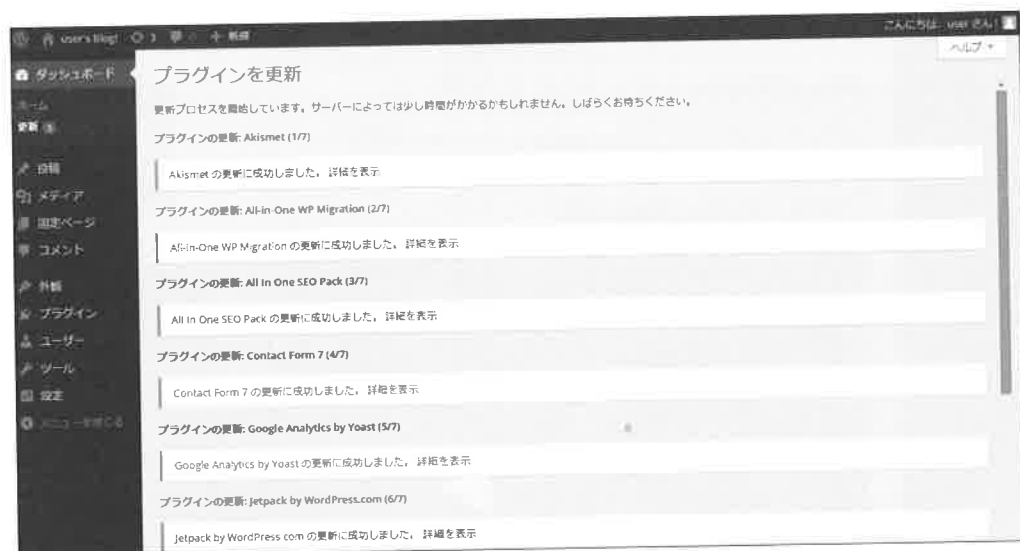 user's blog! 3 0 + 新規
こんにちは、user さん!
ヘルプ ▼
ダッシュボード
ホーム
更新 3
投稿
メディア
固定ページ
コメント
外観
プラグイン
ユーザー
ツール
設定
メニューを閉じる
プラグインを更新
更新プロセスを開始しています。サーバーによっては少し時間がかかるかもしれません。しばらくお待ちください。
プラグインの更新: Akismet (1/7)
Akismet の更新に成功しました。 詳細を表示
プラグインの更新: All-in-One WP Migration (2/7)
All-in-One WP Migration の更新に成功しました。 詳細を表示
プラグインの更新: All In One SEO Pack (3/7)
All In One SEO Pack の更新に成功しました。 詳細を表示
プラグインの更新: Contact Form 7 (4/7)
Contact Form 7 の更新に成功しました。 詳細を表示
プラグインの更新: Google Analytics by Yoast (5/7)
Google Analytics by Yoast の更新に成功しました。 詳細を表示
プラグインの更新: Jetpack by WordPress.com (6/7)
Jetpack by WordPress.com の更新に成功しました。 詳細を表示